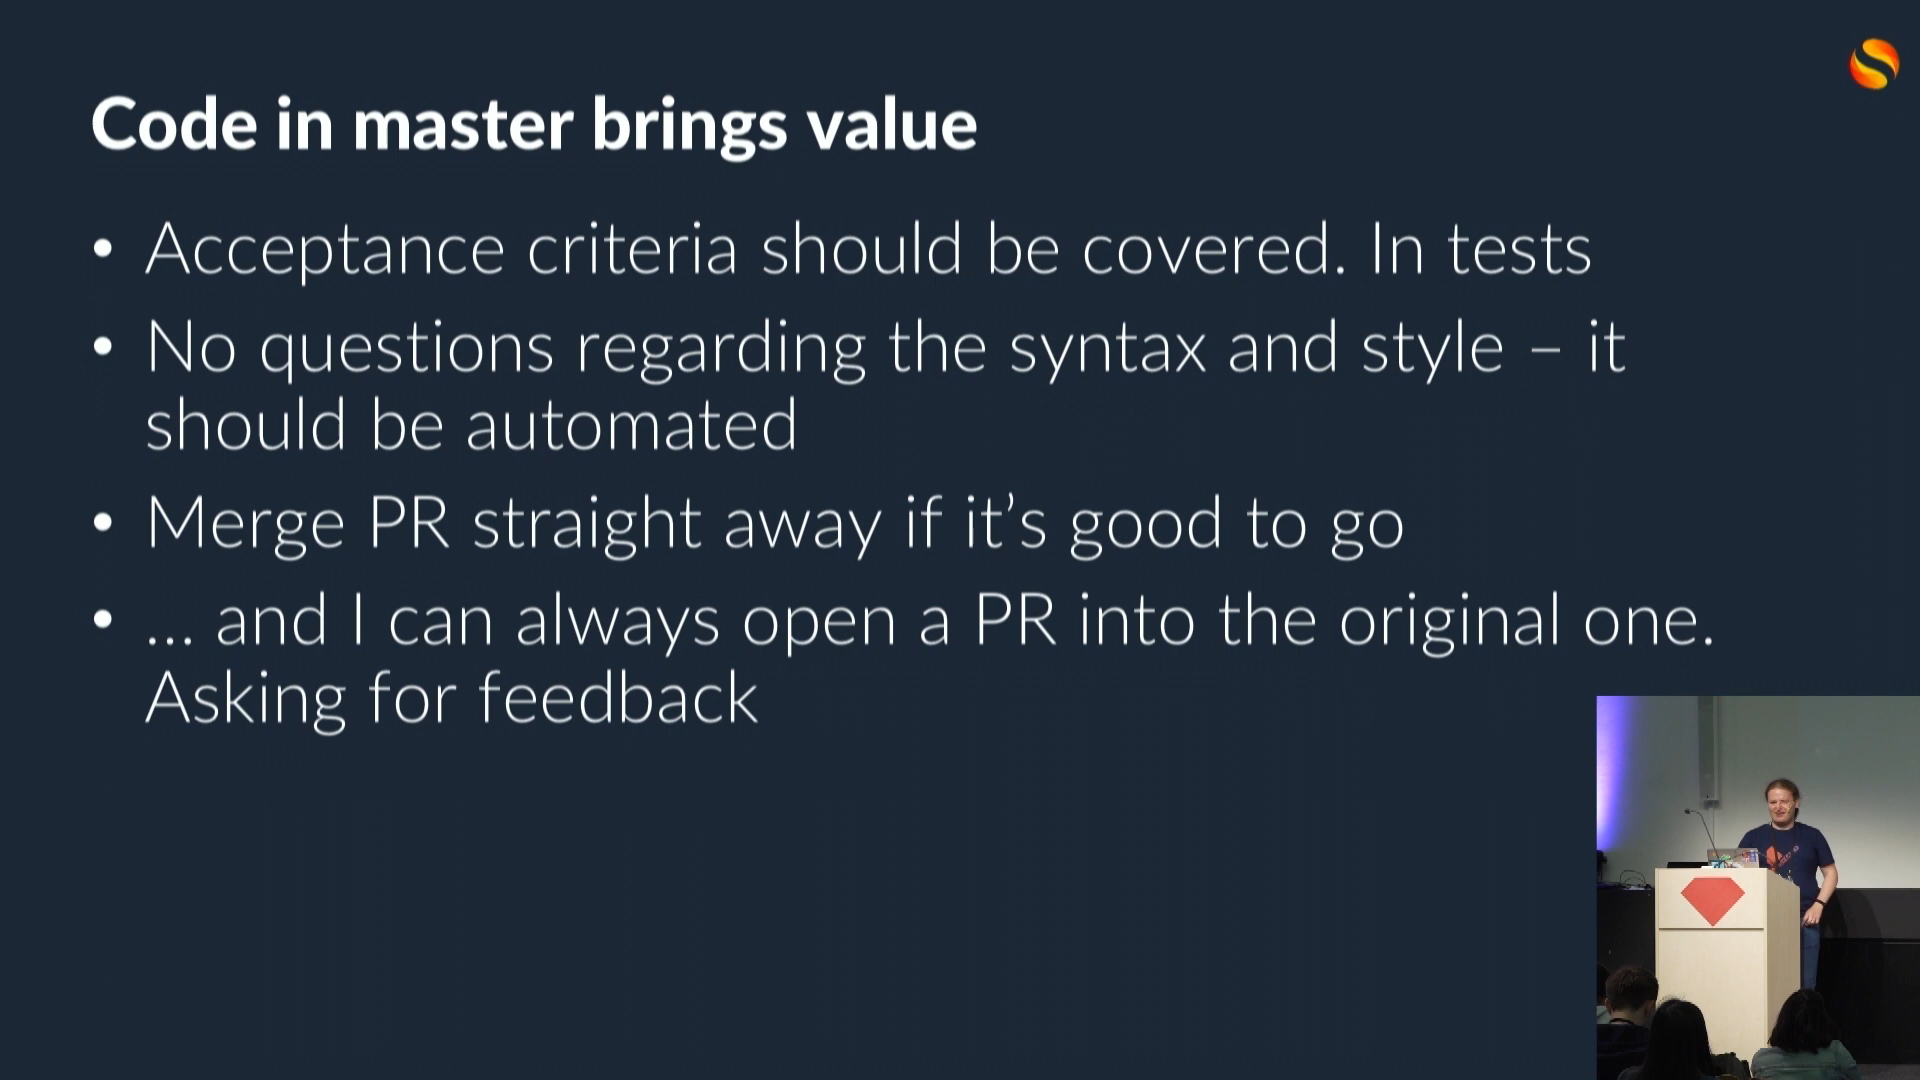 Code in master brings value
• Acceptance criteria should be covered. In tests
• No questions regarding the syntax and style – it
should be automated
• Merge PR straight away if it’s good to go
• ... and I can always open a PR into the original one.
Asking for feedback